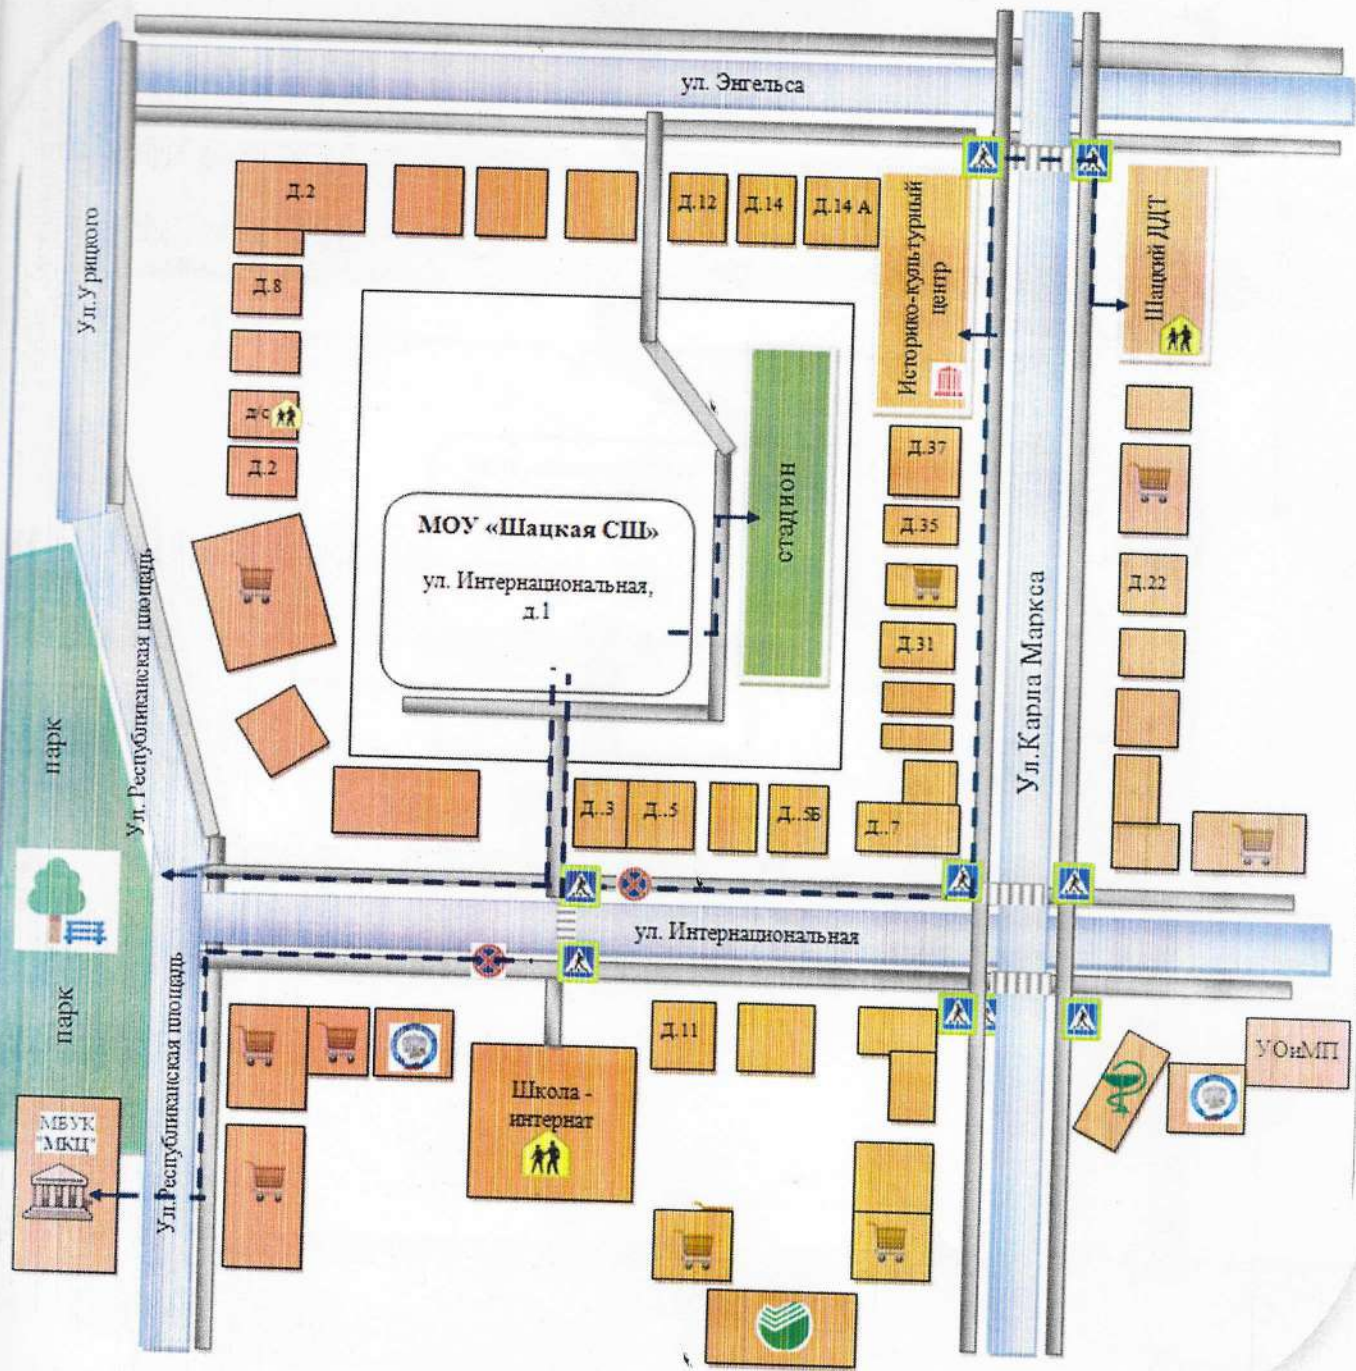 ул. Энгельса
Ул.Урицкого
Д.2
Д.12
Д.14
Д.14 А
Историко-культурный
центр
Шацкий ДДТ
Д.8
д/с
Д.2
Д.37
Д.35
Д.31
Д.22
МОУ «Шацкая СШ»
ул. Интернациональная,
д.1
стадион
Ул.Карла Маркса
Ул. Республиканская площадь
парк
Д..3
Д..5
Д..5Б
Д..7
ул. Интернациональная
парк
Ул.Республиканская площадь
Д.11
Школа -
интернат
УОиМП
МБУК
"МКЦ"